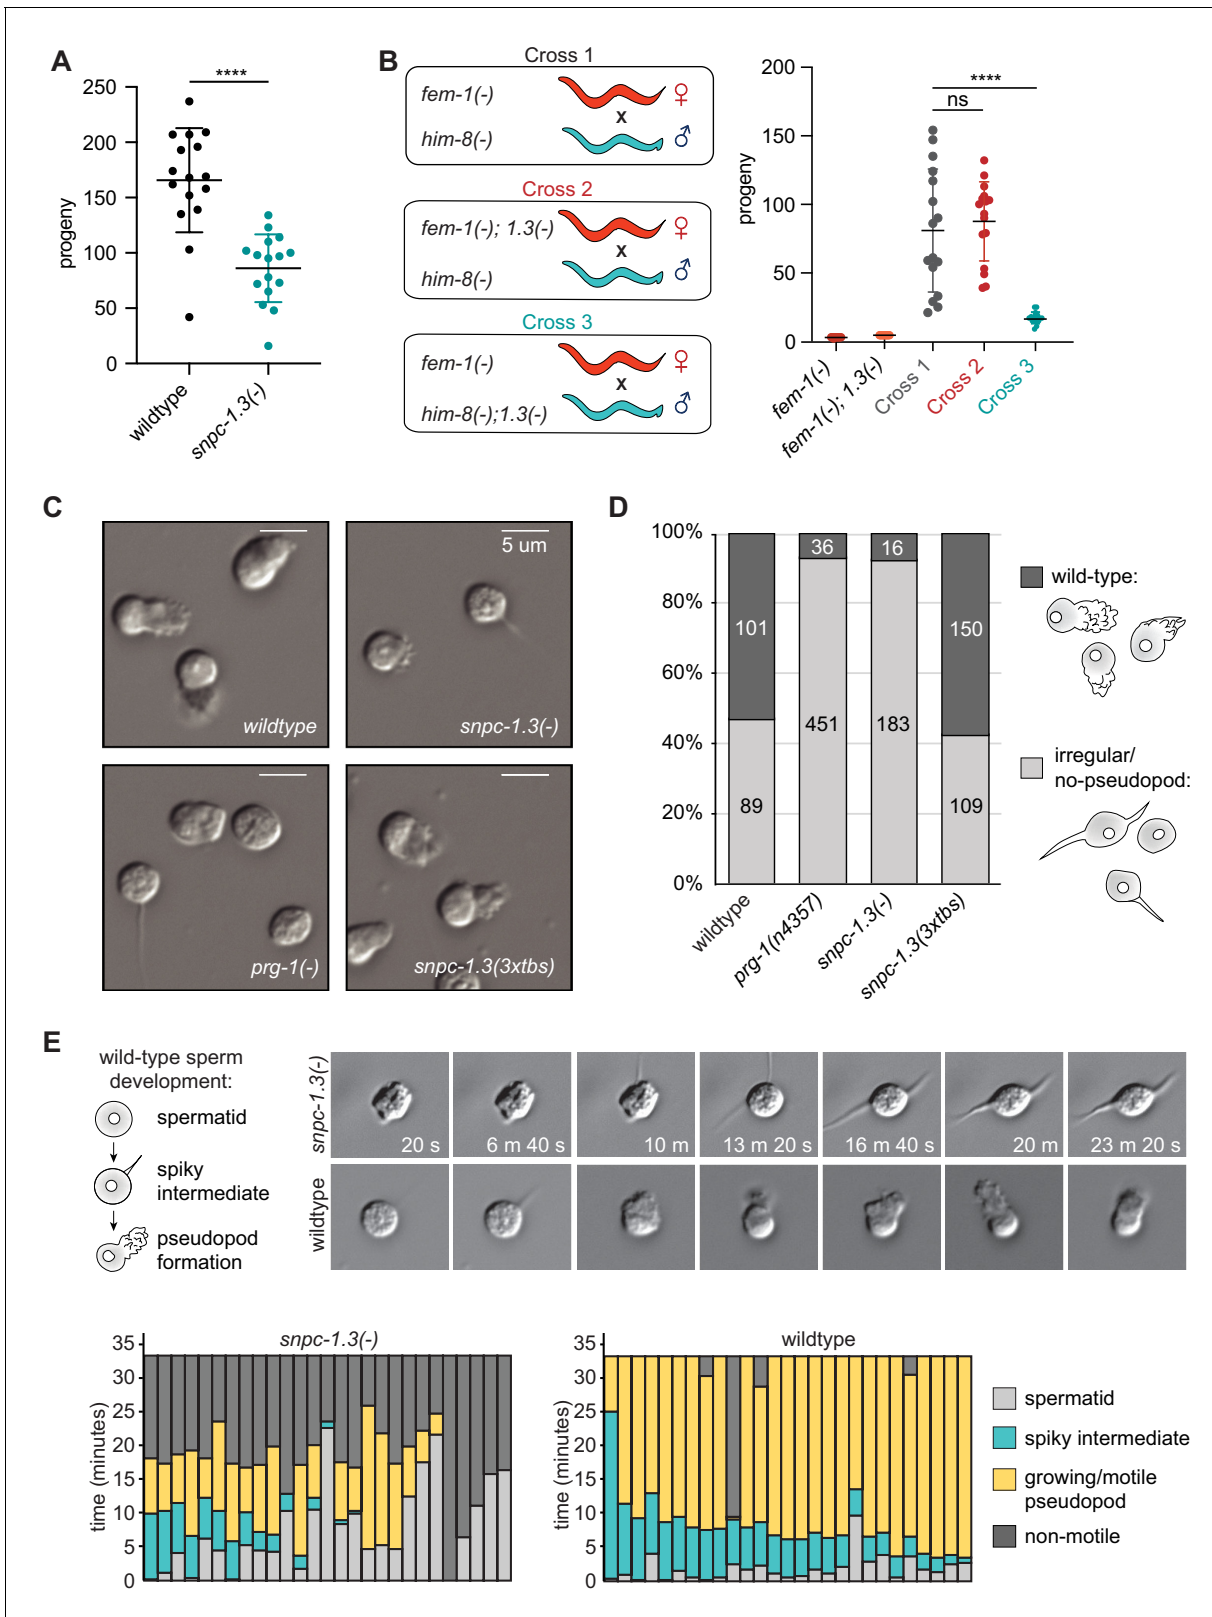 A
****
250
200
150
100
50
0
progeny
wildtype
snpc-1.3(-)
B
Cross 1
fem-1(-)
♀
x
him-8(-)
♂
Cross 2
fem-1(-); 1.3(-)
♀
x
him-8(-)
♂
Cross 3
fem-1(-)
♀
x
him-8(-);1.3(-)
♂
200
150
100
50
0
progeny
****
ns
fem-1(-)
fem-1(-); 1.3(-)
Cross 1
Cross 2
Cross 3
C
5 um
wildtype
snpc-1.3(-)
prg-1(-)
snpc-1.3(3xtbs)
D
100%
80%
60%
40%
20%
0%
101
89
36
451
16
183
150
109
wildtype
prg-1(n4357)
snpc-1.3(-)
snpc-1.3(3xtbs)
wild-type:
irregular/
no-pseudopod:
E
wild-type sperm
development:
spermatid
spiky
intermediate
pseudopod
formation
snpc-1.3(-)
20 s
6 m 40 s
10 m
13 m 20 s
16 m 40 s
20 m
23 m 20 s
wildtype
snpc-1.3(-)
35
30
25
20
15
10
5
0
time (minutes)
wildtype
35
30
25
20
15
10
5
0
time (minutes)
spermatid
spiky intermediate
growing/motile
pseudopod
non-motile